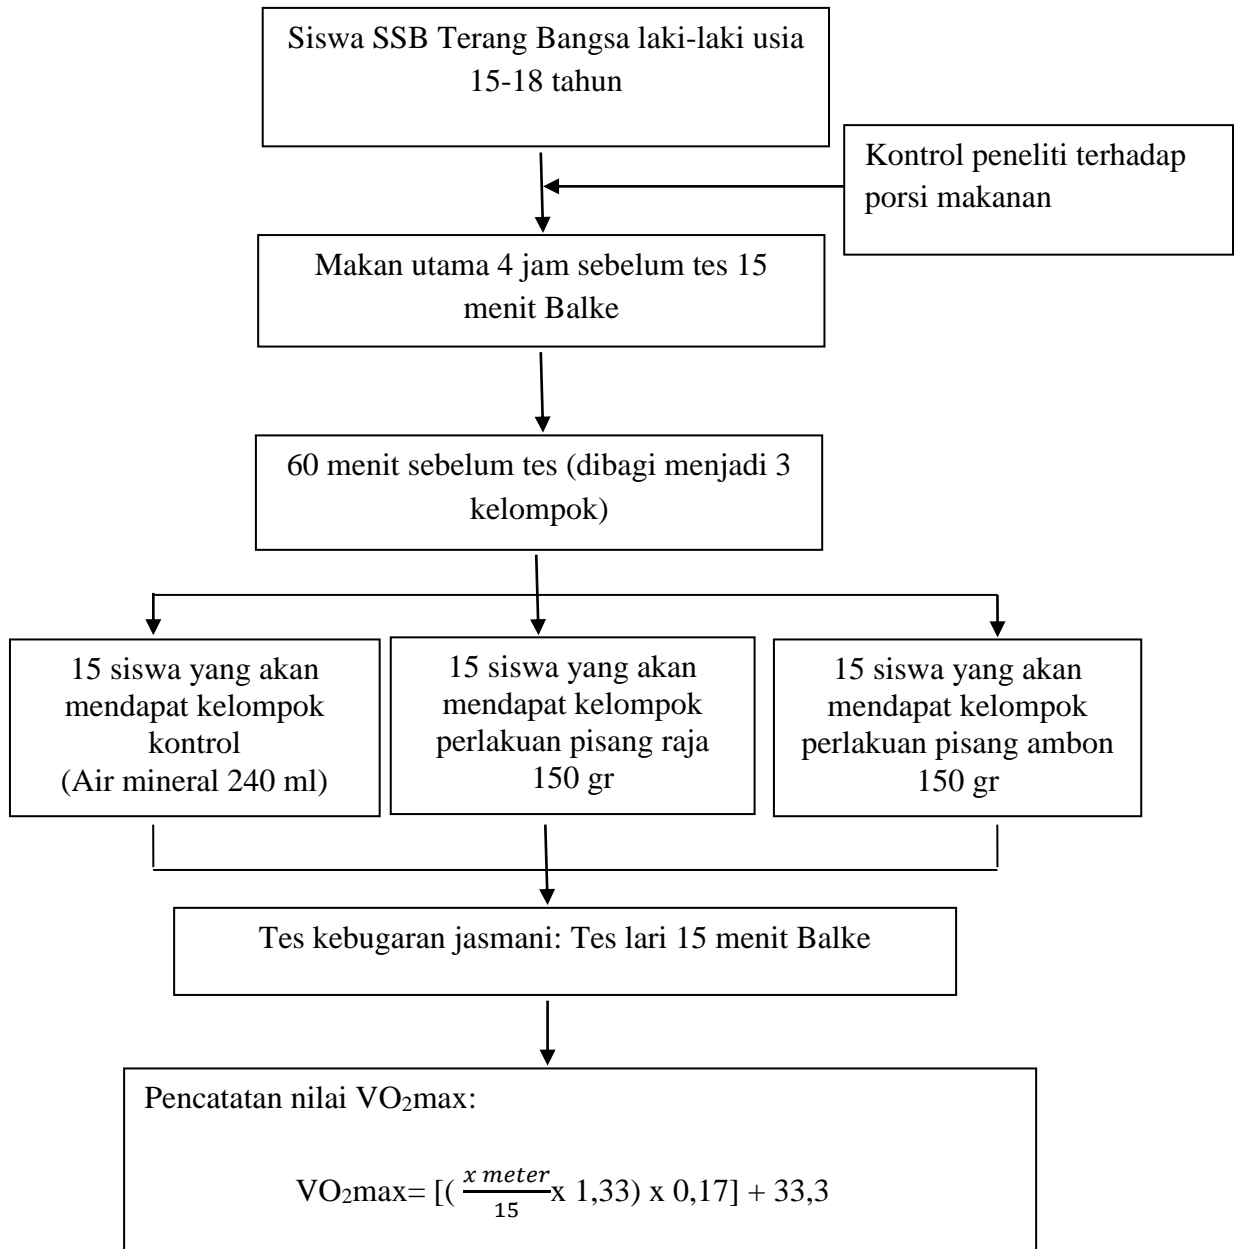 Siswa SSB Terang Bangsa laki-laki usia
15-18 tahun
Kontrol peneliti terhadap
porsi makanan
Makan utama 4 jam sebelum tes 15
menit Balke
60 menit sebelum tes (dibagi menjadi 3
kelompok)
15 siswa yang akan
mendapat kelompok
kontrol
(Air mineral 240 ml)
15 siswa yang akan
mendapat kelompok
perlakuan pisang raja
150 gr
15 siswa yang akan
mendapat kelompok
perlakuan pisang ambon
150 gr
Tes kebugaran jasmani: Tes lari 15 menit Balke
Pencatatan nilai VO₂max:
VO₂max= [( x meter/15 x 1,33) x 0,17] + 33,3